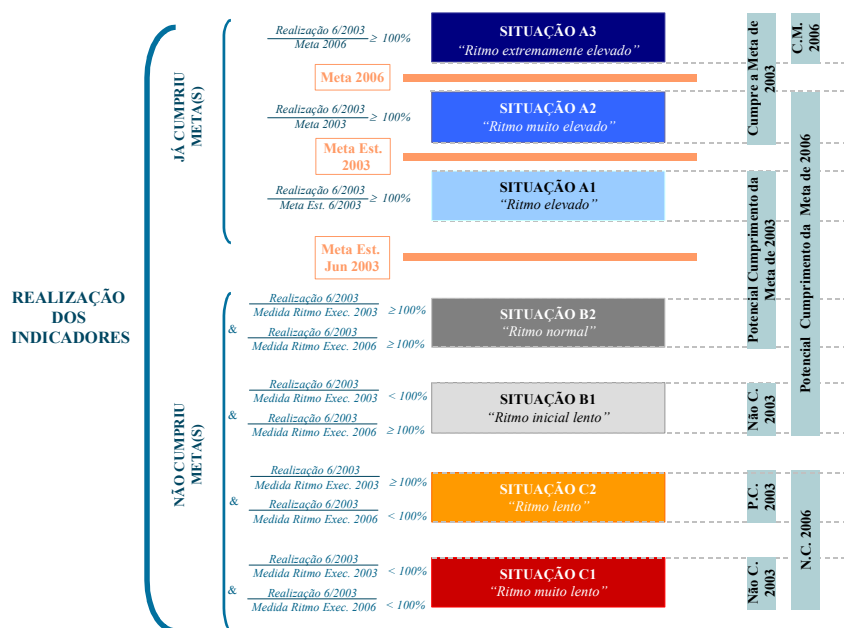 REALIZAÇÃO
DOS
INDICADORES
JÁ CUMPRIU
META(S)
Realização 6/2003
Meta 2006
≥ 100%
SITUAÇÃO A3
“Ritmo extremamente elevado”
Meta 2006
Realização 6/2003
Meta 2003
≥ 100%
SITUAÇÃO A2
“Ritmo muito elevado”
Meta Est.
2003
Realização 6/2003
Meta Est. 6/2003
≥ 100%
SITUAÇÃO A1
“Ritmo elevado”
Meta Est.
Jun 2003
NÃO CUMPRIU
META(S)
Realização 6/2003
Medida Ritmo Exec. 2003
≥ 100%
&
Realização 6/2003
Medida Ritmo Exec. 2006
≥ 100%
SITUAÇÃO B2
“Ritmo normal”
Realização 6/2003
Medida Ritmo Exec. 2003
< 100%
&
Realização 6/2003
Medida Ritmo Exec. 2006
≥ 100%
SITUAÇÃO B1
“Ritmo inicial lento”
Realização 6/2003
Medida Ritmo Exec. 2003
≥ 100%
&
Realização 6/2003
Medida Ritmo Exec. 2006
< 100%
SITUAÇÃO C2
“Ritmo lento”
Realização 6/2003
Medida Ritmo Exec. 2003
< 100%
&
Realização 6/2003
Medida Ritmo Exec. 2006
< 100%
SITUAÇÃO C1
“Ritmo muito lento”
Cumpre a Meta de
2003
Potencial Cumprimento da
Meta de 2003
Não C.
2003
P.C.
2003
Não C.
2003
C.M.
2006
Potencial Cumprimento da Meta de 2006
N.C. 2006